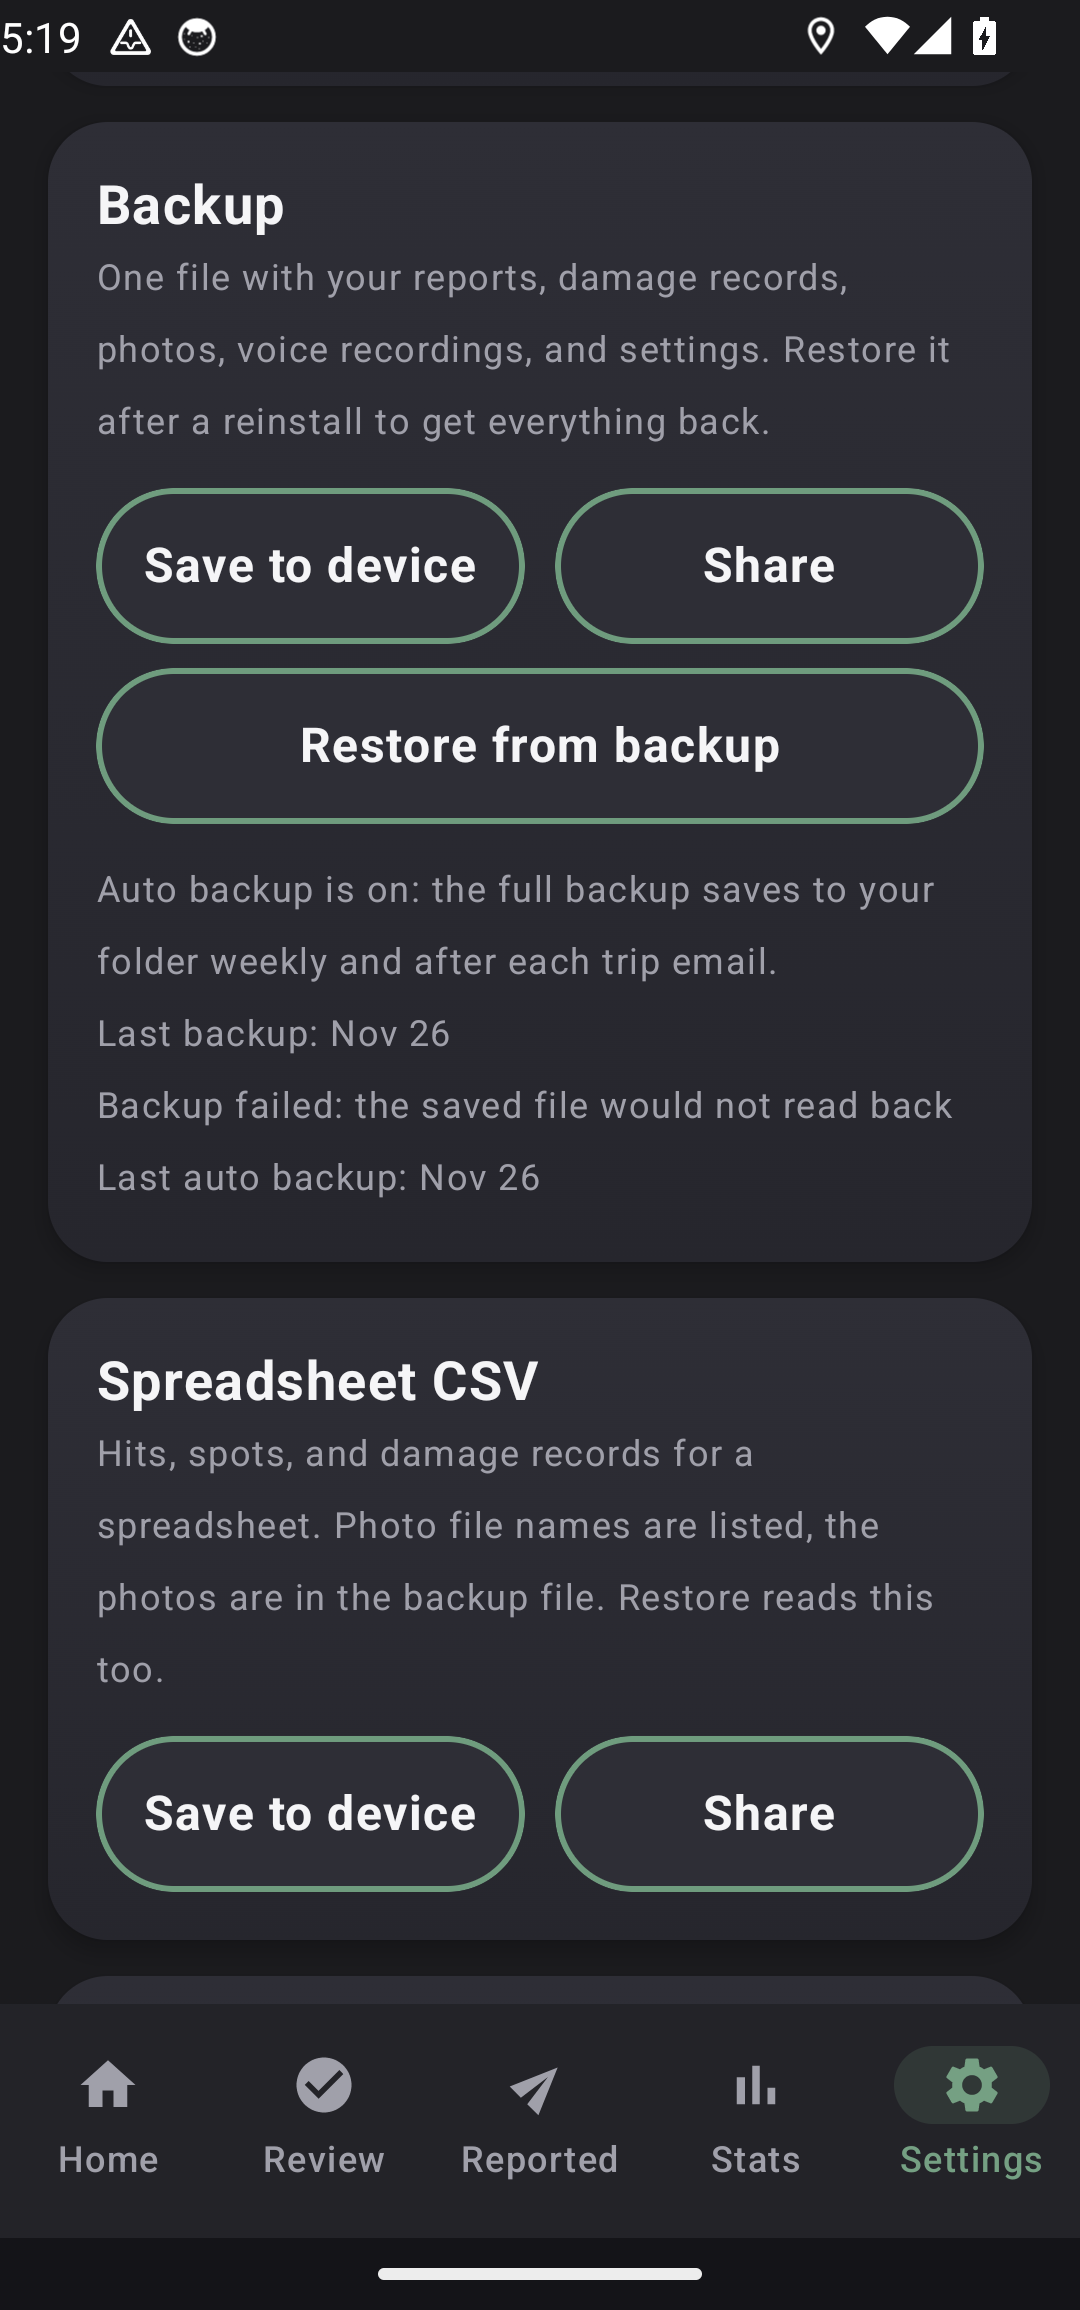 5:19
Backup
One file with your reports, damage records,
photos, voice recordings, and settings. Restore it
after a reinstall to get everything back.
Save to device
Share
Restore from backup
Auto backup is on: the full backup saves to your
folder weekly and after each trip email.
Last backup: Nov 26
Backup failed: the saved file would not read back
Last auto backup: Nov 26
Spreadsheet CSV
Hits, spots, and damage records for a
spreadsheet. Photo file names are listed, the
photos are in the backup file. Restore reads this
too.
Save to device
Share
Home
Review
Reported
Stats
Settings